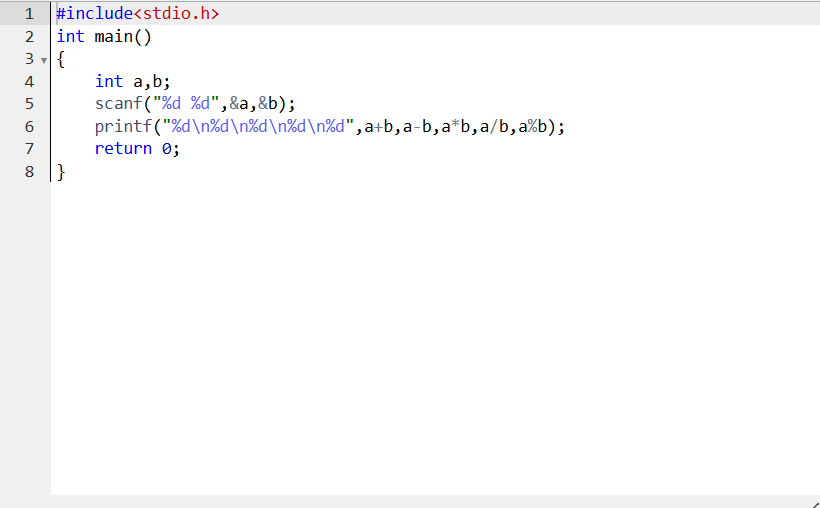 1 #include<stdio.h>
2 int main()
3 {
4 int a,b;
5 scanf("%d %d",&a,&b);
6 printf("%d\n%d\n%d\n%d\n%d",a+b,a-b,a*b,a/b,a%b);
7 return 0;
8 }